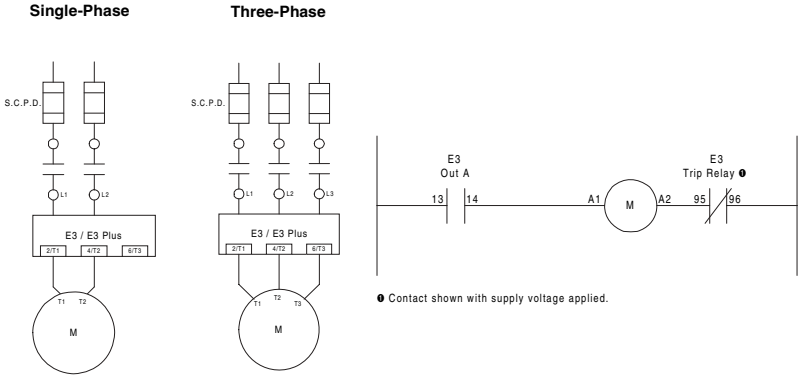 Single-Phase
Three-Phase
S.C.P.D.
L1 L2
E3 / E3 Plus
2/T1 4/T2 6/T3
T1 T2
M
S.C.P.D.
L1 L2 L3
E3 / E3 Plus
2/T1 4/T2 6/T3
T1 T2 T3
M
E3
Out A
E3
Trip Relay ❶
13 14 A1 M A2 95 96
❶ Contact shown with supply voltage applied.